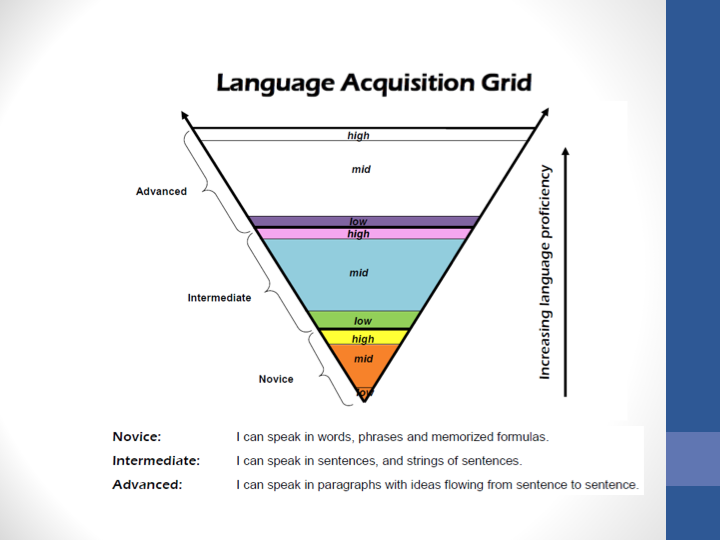 Language Acquisition Grid
high
mid
Advanced
low
high
mid
Intermediate
low
high
mid
Novice
low
Increasing language proficiency
Novice: I can speak in words, phrases and memorized formulas.
Intermediate: I can speak in sentences, and strings of sentences.
Advanced: I can speak in paragraphs with ideas flowing from sentence to sentence.